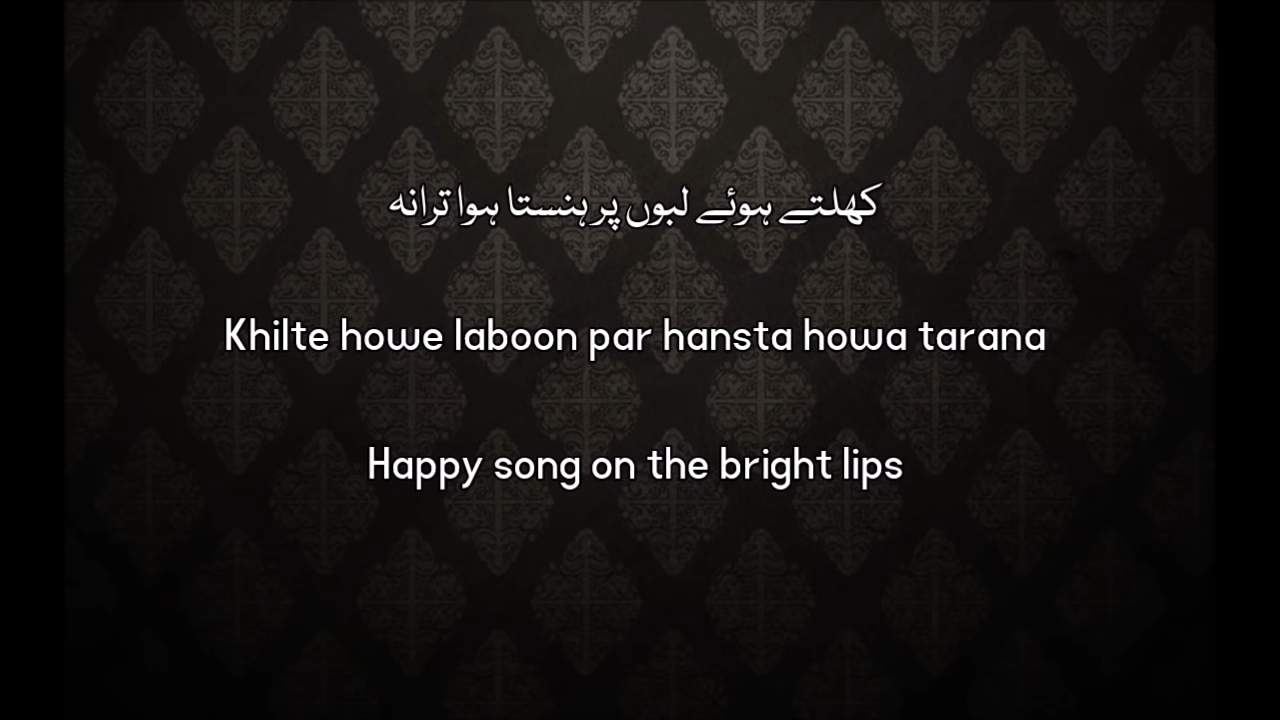 کھلتے ہوئے لبوں پر ہنستا ہوا ترانہ
Khilte howe laboon par hansta howa tarana
Happy song on the bright lips